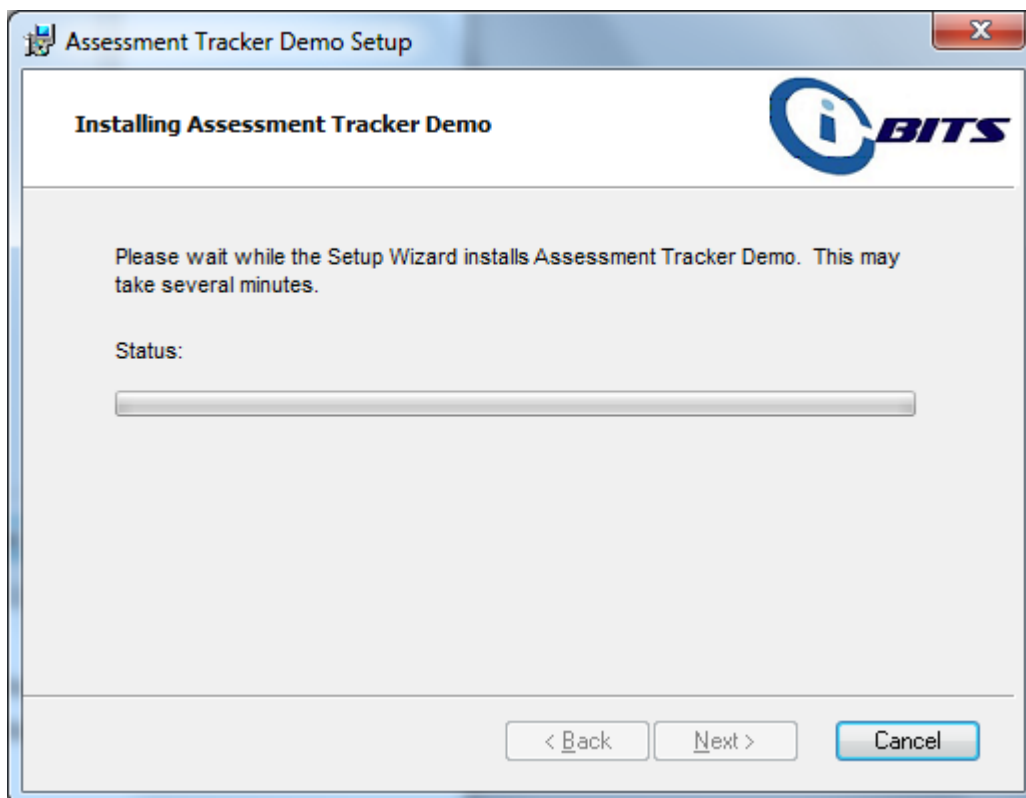 Assessment Tracker Demo Setup
Installing Assessment Tracker Demo
i BITS
Please wait while the Setup Wizard installs Assessment Tracker Demo. This may
take several minutes.
Status:
< Back
Next >
Cancel